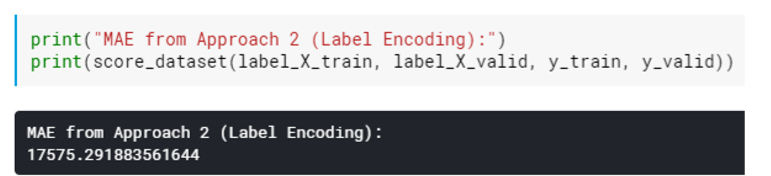 print("MAE from Approach 2 (Label Encoding):")
print(score_dataset(label_X_train, label_X_valid, y_train, y_valid))
MAE from Approach 2 (Label Encoding):
17575.291883561644